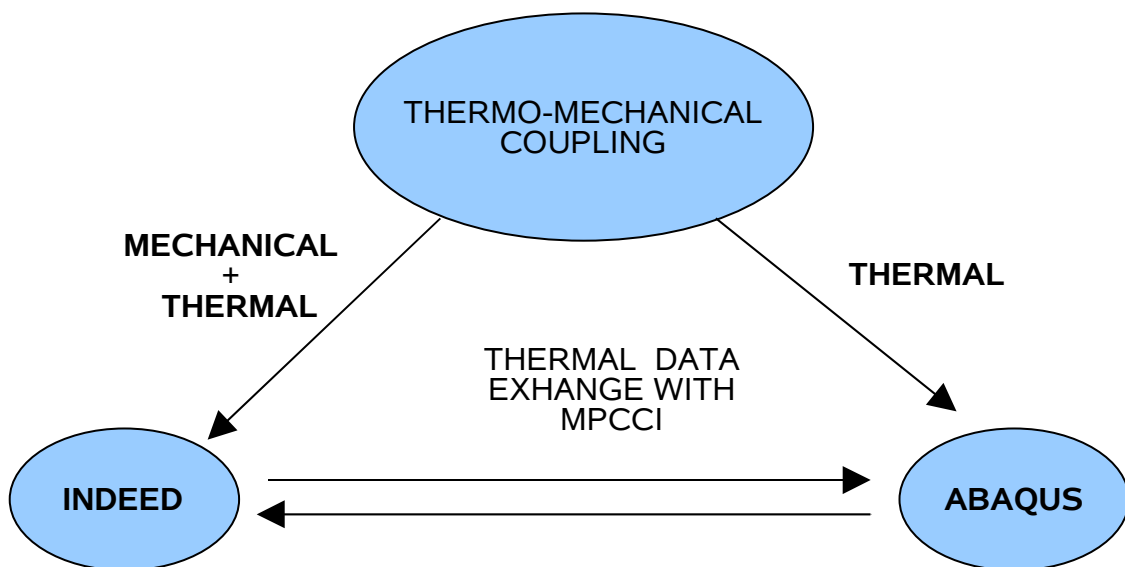 THERMO-MECHANICAL
COUPLING
MECHANICAL
+
THERMAL
THERMAL
THERMAL DATA
EXHANGE WITH
MPCCI
INDEED
ABAQUS